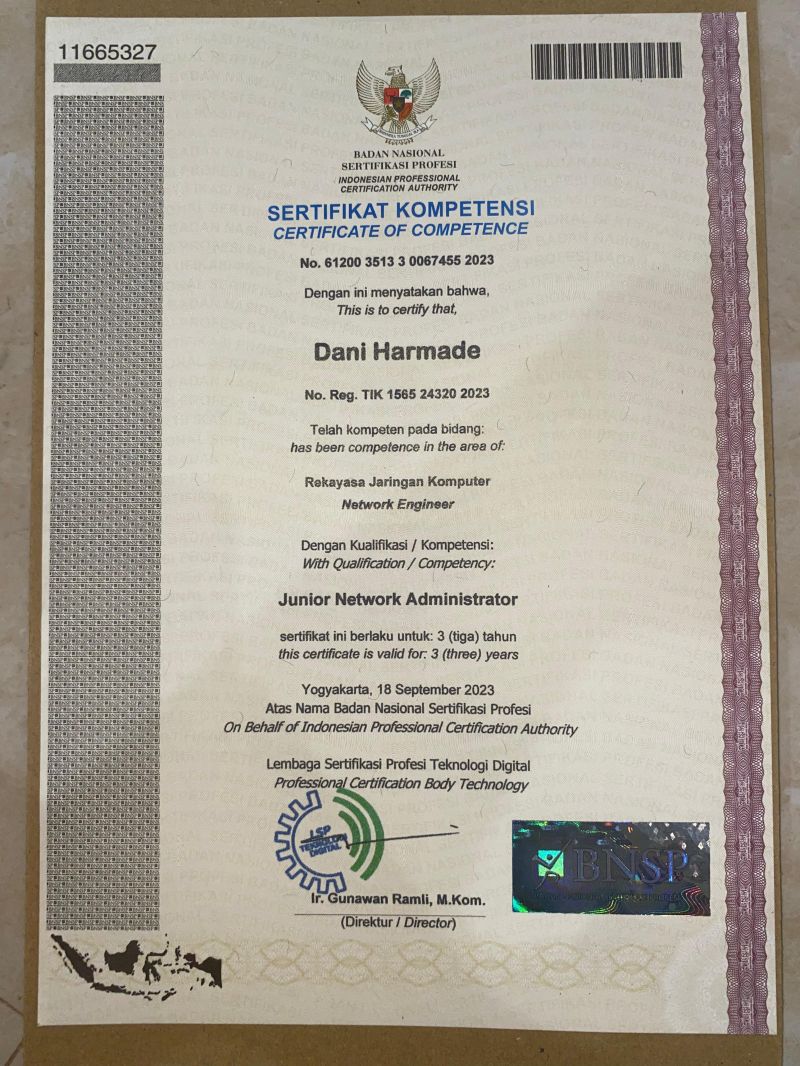 11665327
BADAN NASIONAL
SERTIFIKASI PROFESI
INDONESIAN PROFESSIONAL
CERTIFICATION AUTHORITY
SERTIFIKAT KOMPETENSI
CERTIFICATE OF COMPETENCE
No. 61200 3513 3 0067455 2023
Dengan ini menyatakan bahwa,
This is to certify that,
Dani Harmade
No. Reg. TIK 1565 24320 2023
Telah kompeten pada bidang:
has been competence in the area of:
Rekayasa Jaringan Komputer
Network Engineer
Dengan Kualifikasi / Kompetensi:
With Qualification / Competency:
Junior Network Administrator
sertifikat ini berlaku untuk: 3 (tiga) tahun
this certificate is valid for: 3 (three) years
Yogyakarta, 18 September 2023
Atas Nama Badan Nasional Sertifikasi Profesi
On Behalf of Indonesian Professional Certification Authority
Lembaga Sertifikasi Profesi Teknologi Digital
Professional Certification Body Technology
LSP
TEKNOLOGI
DIGITAL
BNSP
Ir. Gunawan Ramli, M.Kom.
(Direktur / Director)